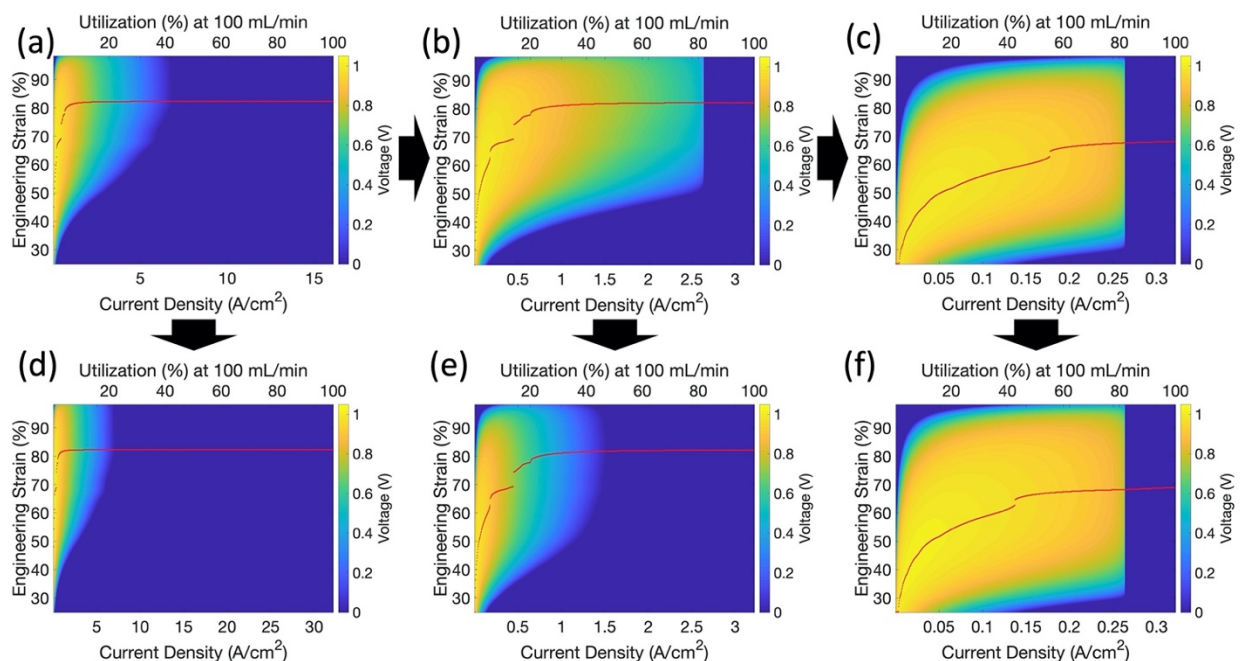 (a)
Utilization (%) at 100 mL/min
0 20 40 60 80 100
Engineering Strain (%)
90
80
70
60
50
40
30
5 10 15
Current Density (A/cm2)
1
0.8
0.6
0.4
0.2
0
Voltage (V)
(b)
Utilization (%) at 100 mL/min
0 20 40 60 80 100
Engineering Strain (%)
90
80
70
60
50
40
30
0.5 1 1.5 2 2.5 3
Current Density (A/cm2)
1
0.8
0.6
0.4
0.2
0
Voltage (V)
(c)
Utilization (%) at 100 mL/min
0 20 40 60 80 100
Engineering Strain (%)
90
80
70
60
50
40
30
0.05 0.1 0.15 0.2 0.25 0.3
Current Density (A/cm2)
1
0.8
0.6
0.4
0.2
0
Voltage (V)
(d)
Utilization (%) at 100 mL/min
0 20 40 60 80 100
Engineering Strain (%)
90
80
70
60
50
40
30
5 10 15 20 25 30
Current Density (A/cm2)
1
0.8
0.6
0.4
0.2
0
Voltage (V)
(e)
Utilization (%) at 100 mL/min
0 20 40 60 80 100
Engineering Strain (%)
90
80
70
60
50
40
30
0.5 1 1.5 2 2.5 3
Current Density (A/cm2)
1
0.8
0.6
0.4
0.2
0
Voltage (V)
(f)
Utilization (%) at 100 mL/min
0 20 40 60 80 100
Engineering Strain (%)
90
80
70
60
50
40
30
0.05 0.1 0.15 0.2 0.25 0.3
Current Density (A/cm2)
1
0.8
0.6
0.4
0.2
0
Voltage (V)